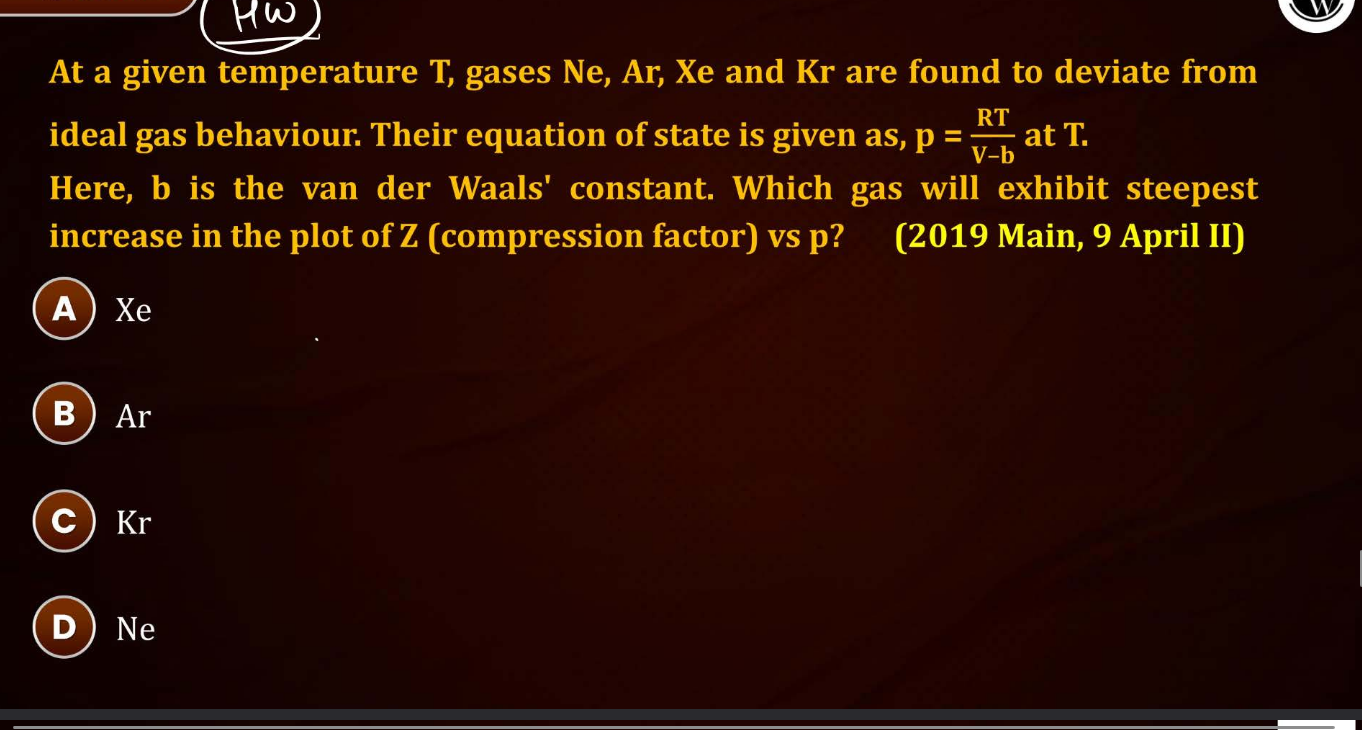 HW
W
At a given temperature T, gases Ne, Ar, Xe and Kr are found to deviate from
ideal gas behaviour. Their equation of state is given as, p = RT/V−b at T.
Here, b is the van der Waals' constant. Which gas will exhibit steepest
increase in the plot of Z (compression factor) vs p? (2019 Main, 9 April II)
A Xe
B Ar
C Kr
D Ne